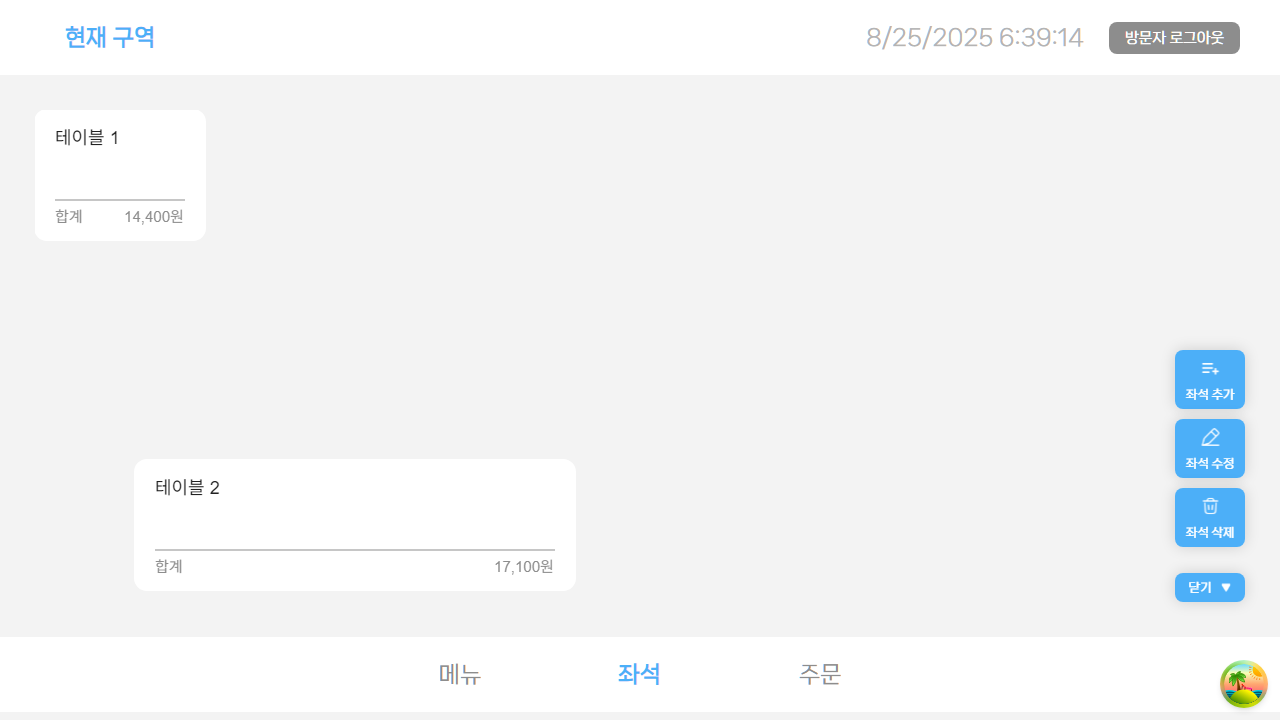 현재 구역
8/25/2025 6:39:14
방문자 로그아웃
테이블 1
합계 14,400원
좌석 추가
좌석 수정
테이블 2
좌석 삭제
합계 17,100원
닫기 ▼
메뉴 좌석 주문